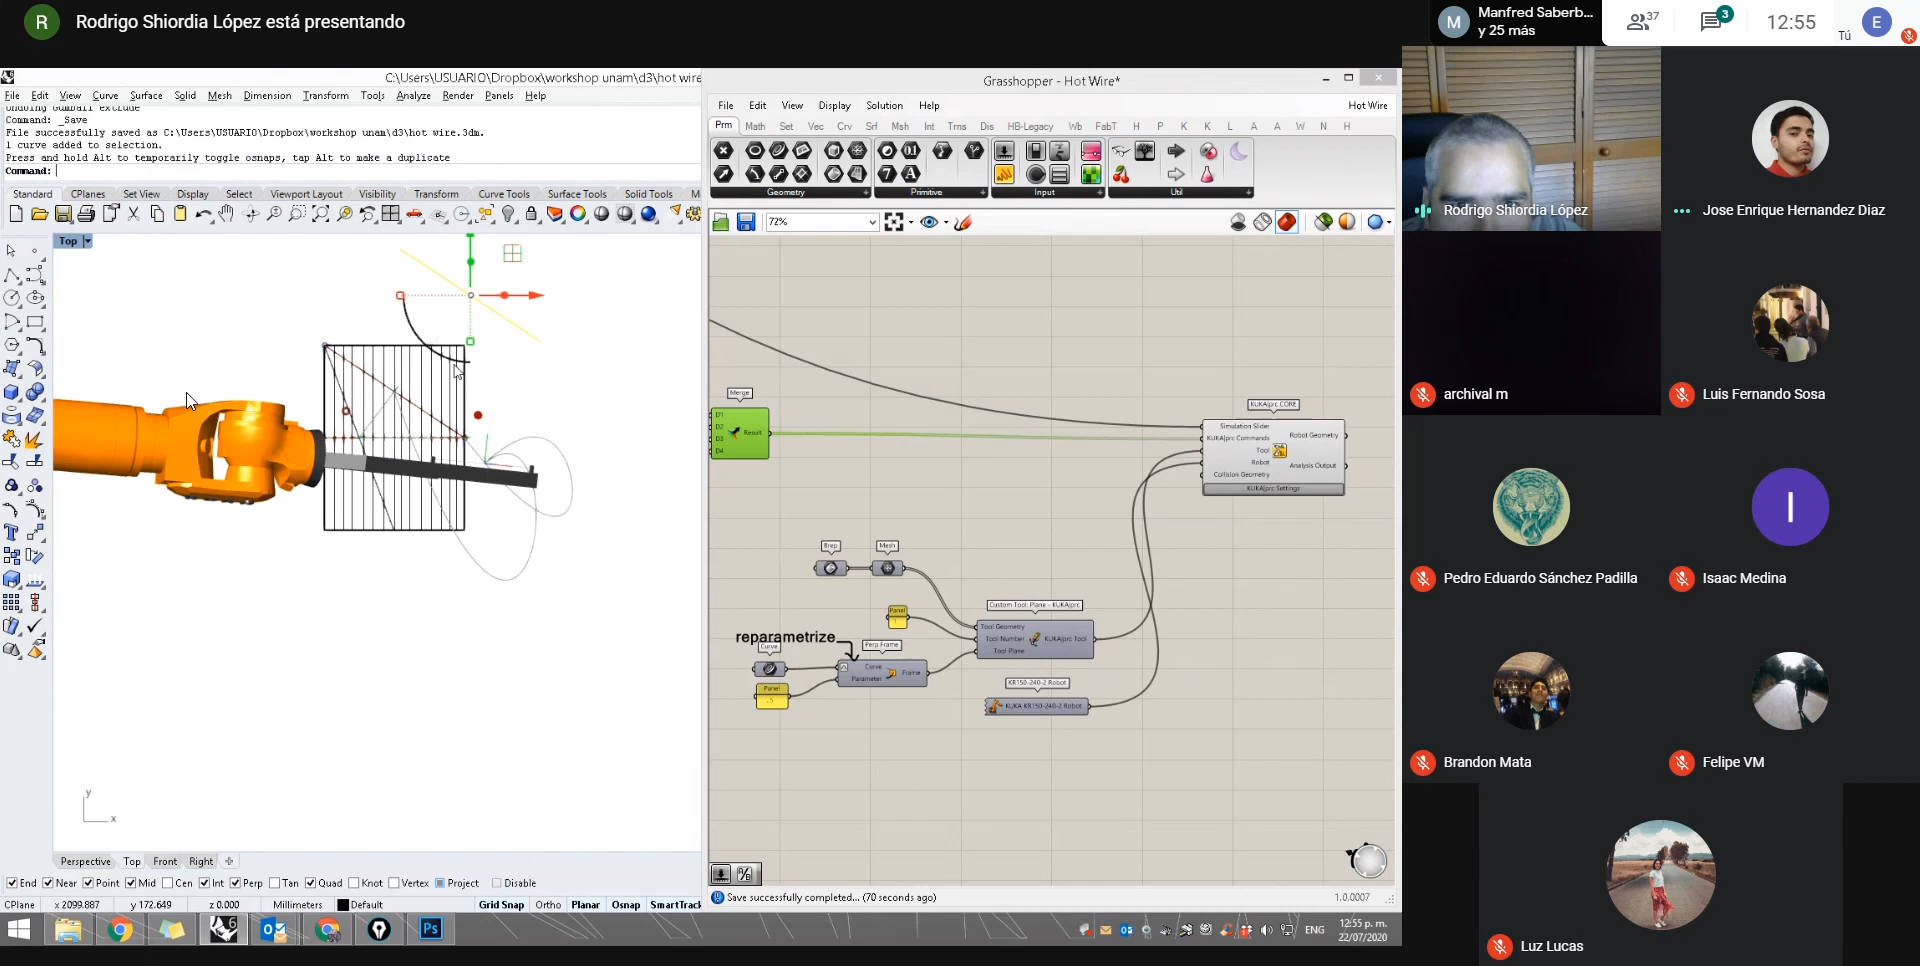 R Rodrigo Shiordia López está presentando
M Manfred Saberb...
y 25 más
37
3
12:55
Tú
E
C:\Users\USUARIO\Dropbox\workshop unam\d3\hot wire
File Edit View Curve Surface Solid Mesh Dimension Transform Tools Analyze Render Panels Help
Command: _Save
File successfully saved as C:\Users\USUARIO\Dropbox\workshop unam\d3\hot wire.3dm.
1 curve added to selection.
Press and hold Alt to temporarily toggle osnaps, tap Alt to make a duplicate
Command:
Standard CPlanes Set View Display Select Viewport Layout Visibility Transform Curve Tools Surface Tools Solid Tools M
Top
y
x
Perspective Top Front Right
End Near Point Mid Cen Int Perp Tan Quad Knot Vertex Project Disable
CPlane x 2099.887 y 172.649 z 0.000 Millimeters Default Grid Snap Ortho Planar Osnap SmartTrack
Grasshopper - Hot Wire*
File Edit View Display Solution Help Hot Wire
Prm Math Set Vec Crv Srf Msh Int Trns Dis HB-Legacy Wb FabT H P K K L A A W N H
Geometry Primitive Input Util
72%
Merge
D1
D2
D3
D4
Result
KUKA|prc CORE
Simulation Slider
KUKA|prc Commands
Tool
Robot
Collision Geometry
Robot Geometry
Analysis Output
KUKA|prc Settings
Brep
Mesh
Panel
Custom Tool: Plane - KUKA|prc
Tool Geometry
Tool Number
Tool Plane
KUKA|prc Tool
reparametrize
Curve
Panel
.5
Perp Frame
Curve
Parameter
Frame
KR150-240-2 Robot
KUKA KR150-240-2 Robot
Save successfully completed... (70 seconds ago)
1.0.0007
Ps
ENG
12:55 p. m.
22/07/2020
Rodrigo Shiordia López
Jose Enrique Hernandez Diaz
archival m
Luis Fernando Sosa
Pedro Eduardo Sánchez Padilla
I
Isaac Medina
Brandon Mata
Felipe VM
Luz Lucas